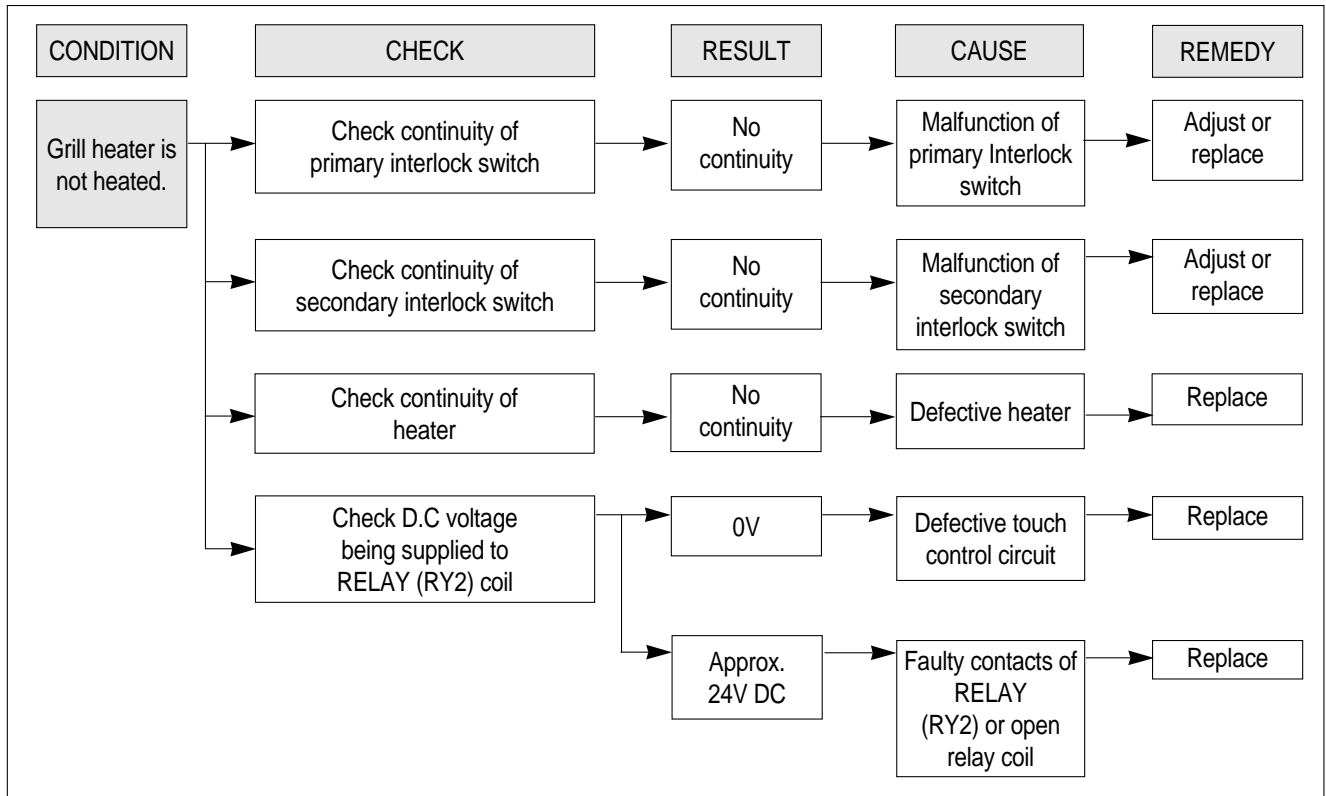 CONDITION
CHECK
RESULT
CAUSE
REMEDY
Grill heater is
not heated.
Check continuity of
primary interlock switch
No
continuity
Malfunction of
primary Interlock
switch
Adjust or
replace
Check continuity of
secondary interlock switch
No
continuity
Malfunction of
secondary
interlock switch
Adjust or
replace
Check continuity of
heater
No
continuity
Defective heater
Replace
Check D.C voltage
being supplied to
RELAY (RY2) coil
0V
Defective touch
control circuit
Replace
Approx.
24V DC
Faulty contacts of
RELAY
(RY2) or open
relay coil
Replace